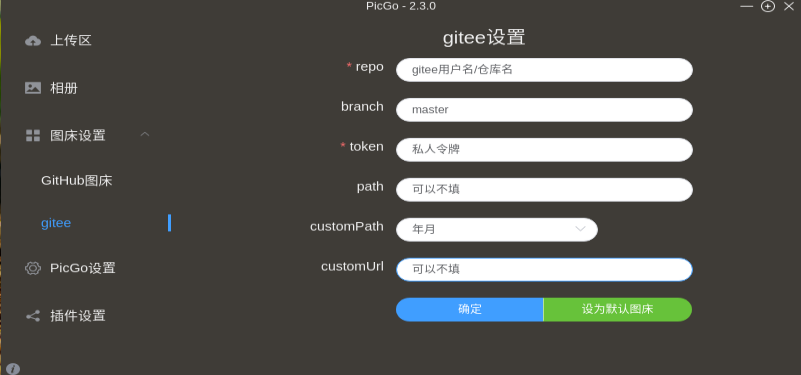 PicGo - 2.3.0
上传区
相册
图床设置
GitHub图床
gitee
PicGo设置
插件设置
gitee设置
* repo gitee用户名/仓库名
branch master
* token 私人令牌
path 可以不填
customPath 年月
customUrl 可以不填
确定 设为默认图床